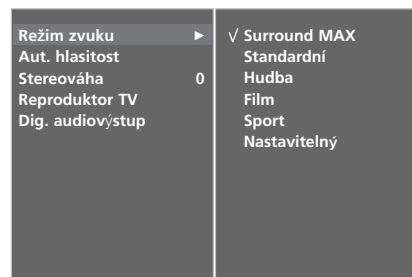 Režim zvuku ►
Aut. hlasitost
Stereováha 0
Reproduktor TV
Dig. audiovýstup
√ Surround MAX
Standardní
Hudba
Film
Sport
Nastavitelný